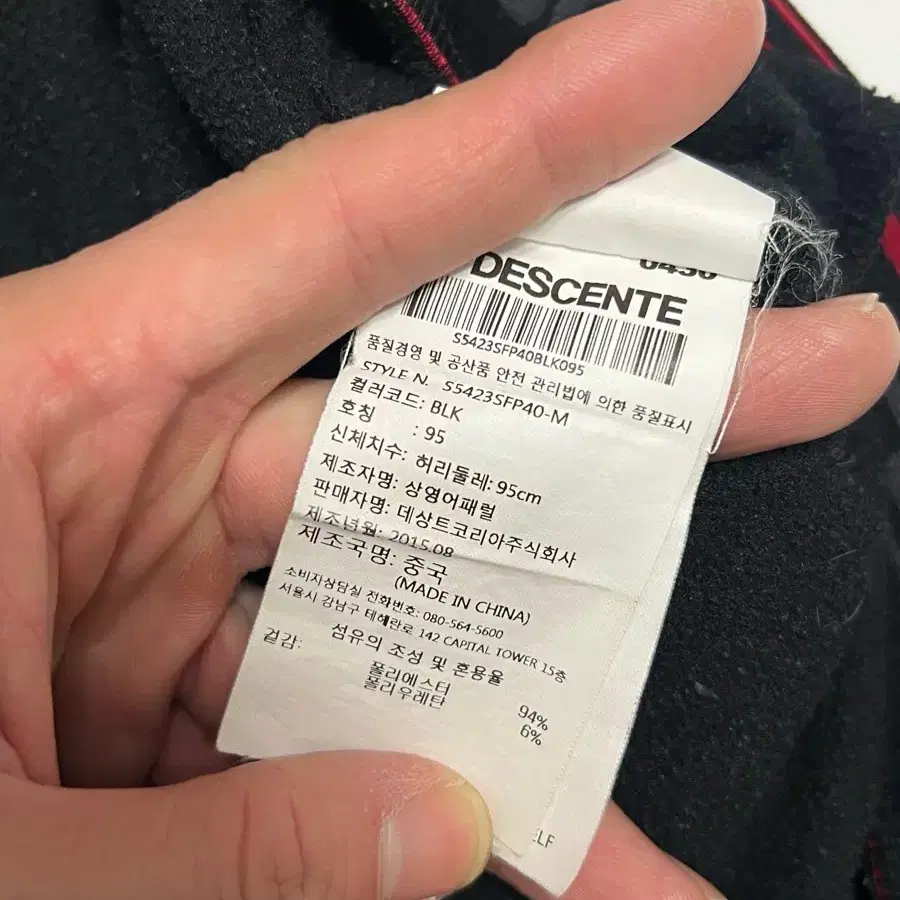 DESCENTE
S5423SFP40BLK095
품질경영 및 공산품 안전 관리법에 의한 품질표시
STYLE N. S5423SFP40-M
컬러코드: BLK
호칭 : 95
신체치수: 허리둘레: 95cm
제조자명: 상영어패럴
판매자명: 데상트코리아주식회사
제조년월: 2015.08
제조국명: 중국
(MADE IN CHINA)
소비자상담실 전화번호: 080-564-5600
서울시 강남구 테헤란로 142 CAPITAL TOWER 15층
섬유의 조성 및 혼용율
겉감:
폴리에스터 94%
폴리우레탄 6%